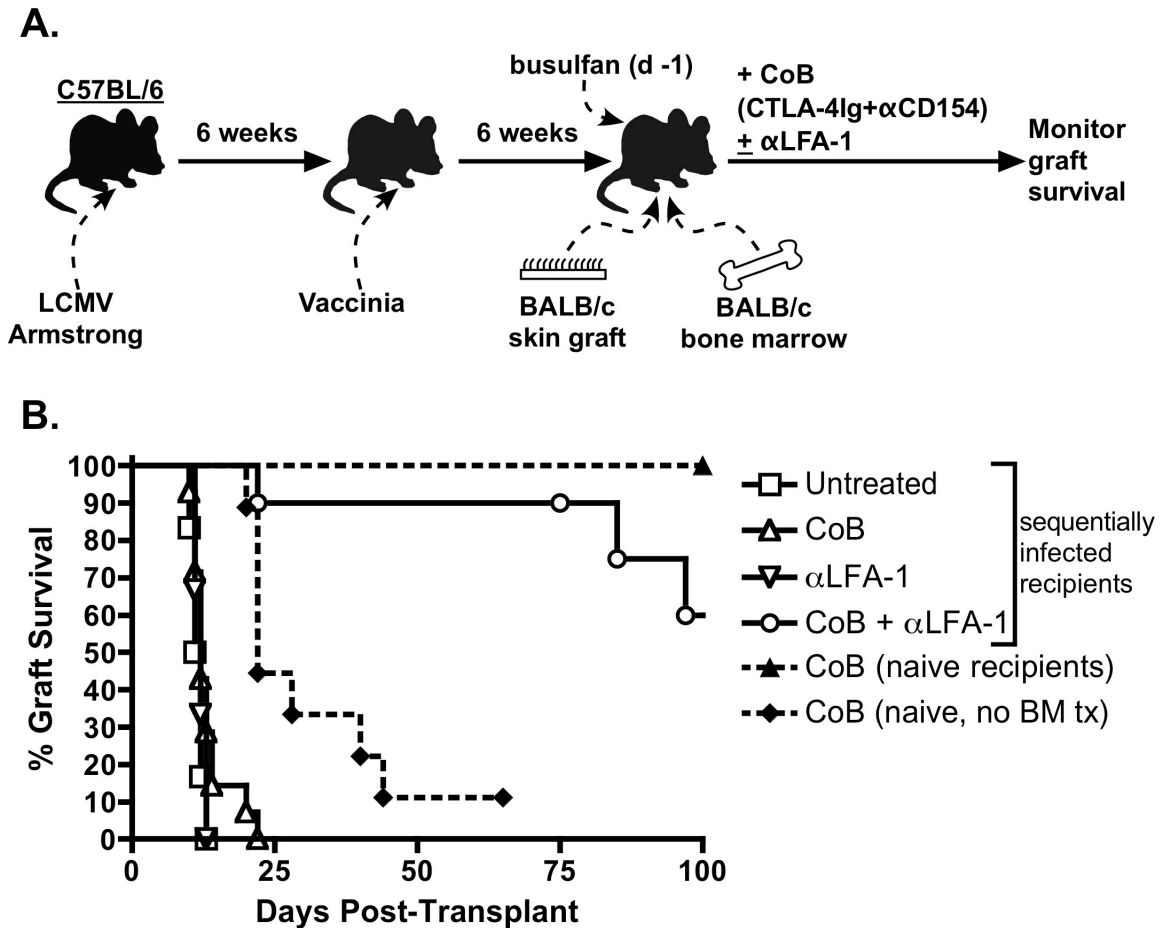 A.
C57BL/6
6 weeks
6 weeks
busulfan (d -1)
+ CoB
(CTLA-4Ig+αCD154)
± αLFA-1
Monitor
graft
survival
LCMV
Armstrong
Vaccinia
BALB/c
skin graft
BALB/c
bone marrow
B.
% Graft Survival
100
90
80
70
60
50
40
30
20
10
0
0
25
50
75
100
Days Post-Transplant
Untreated
CoB
αLFA-1
CoB + αLFA-1
CoB (naive recipients)
CoB (naive, no BM tx)
sequentially
infected
recipients